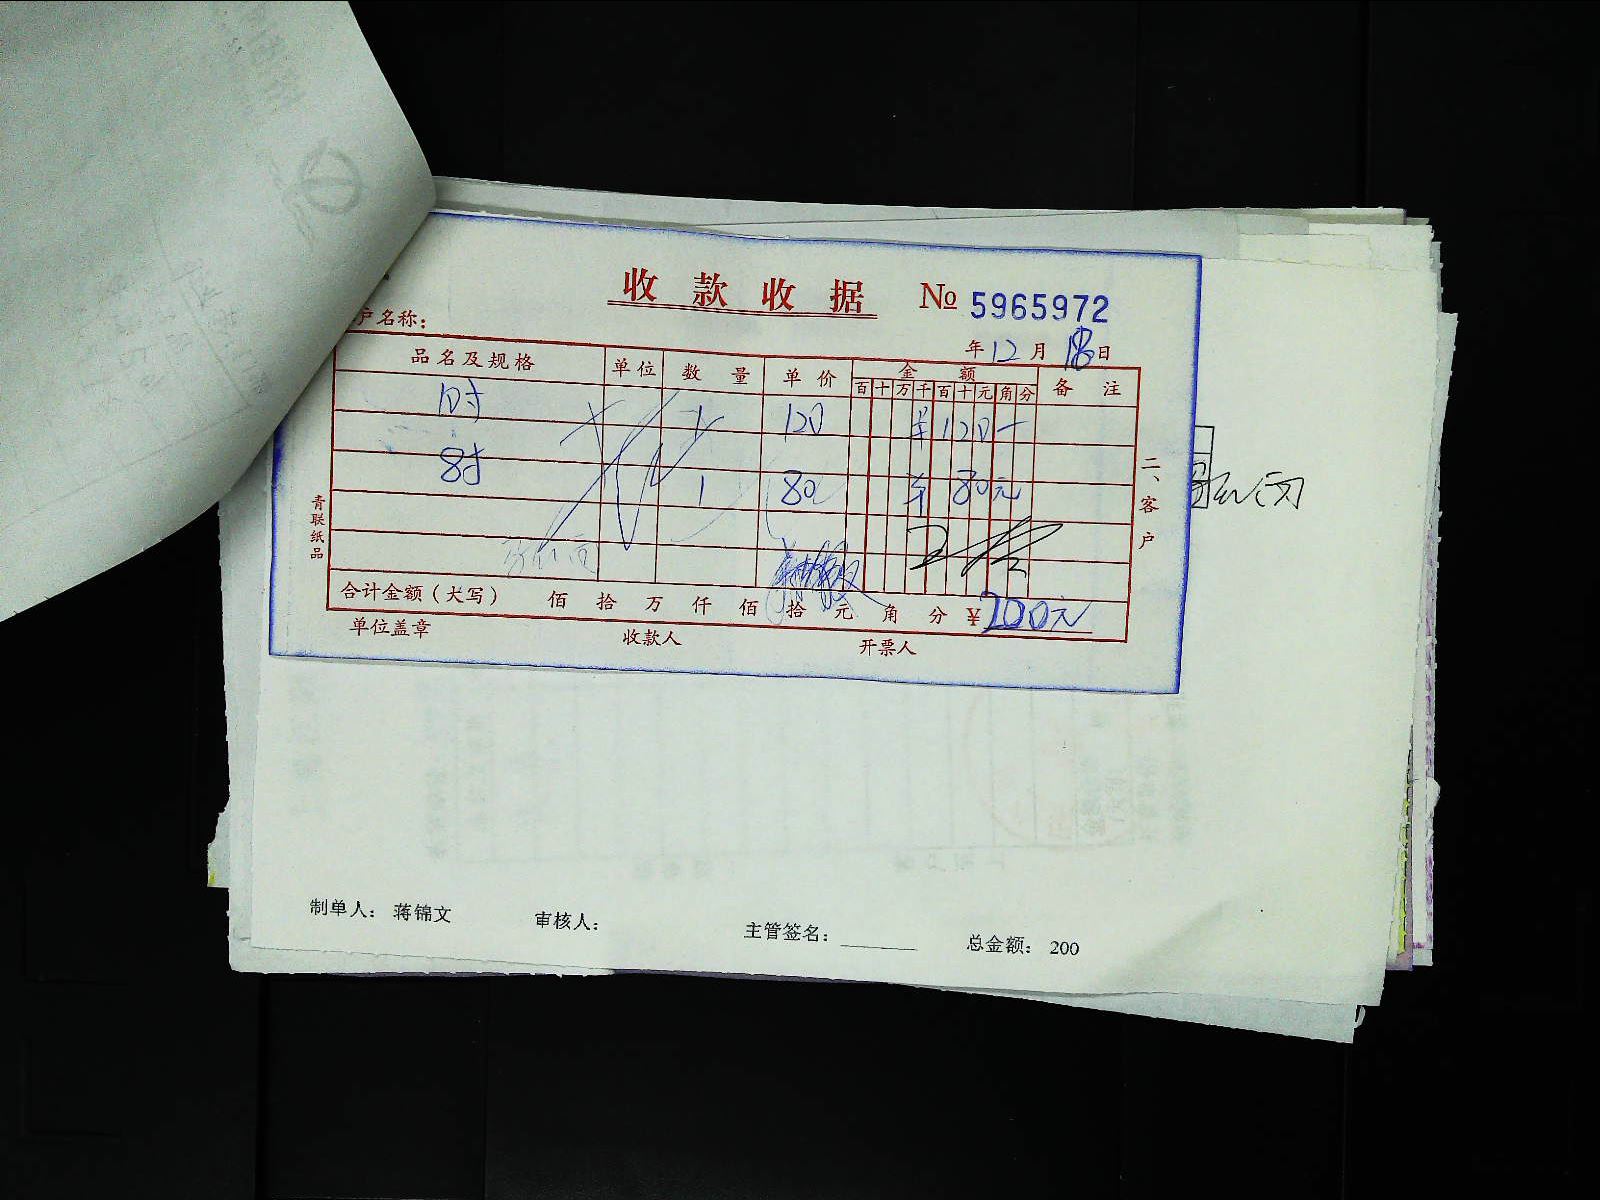 收款收据 № 5965972
户名称:
年12月18日
品名及规格 单位 数量 单价 金额 备注
百十万千百十元角分
10寸 120 ¥120-
8寸 1 80 ¥80元
合计金额(大写) 佰 拾 万 仟 佰 拾 元 角 分 ¥200元
单位盖章 收款人 开票人
青联纸品
二、客户
制单人: 蒋锦文 审核人: 主管签名: 总金额: 200